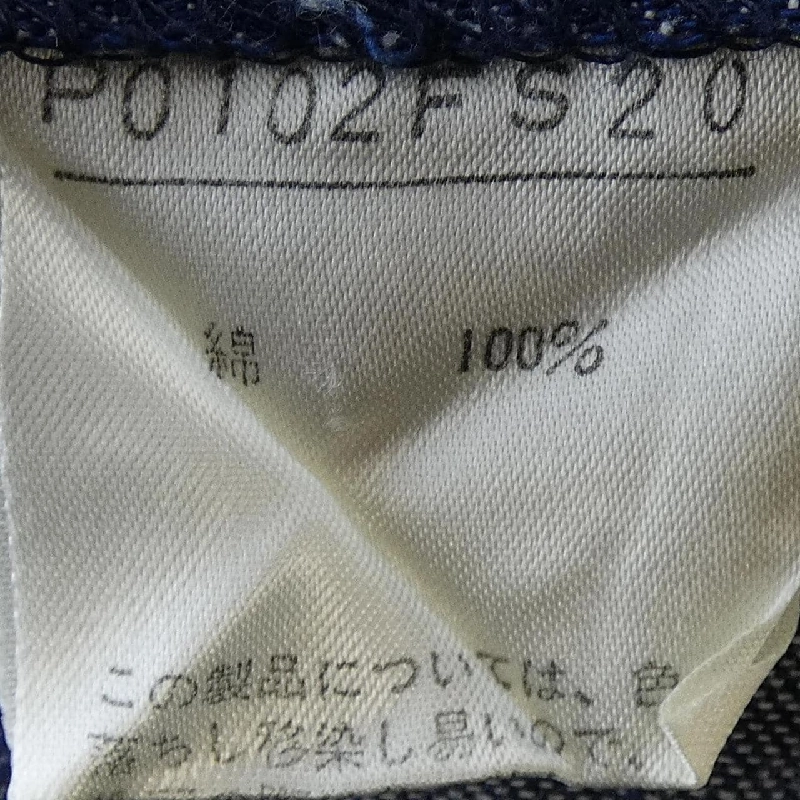 P0102FS20
綿 100%
この製品については、色
落ちし移染し易いので、